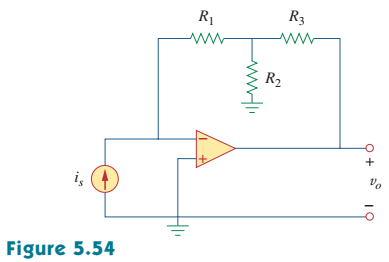 R1 R3
R2
−
+
is
+
vo
−
Figure 5.54